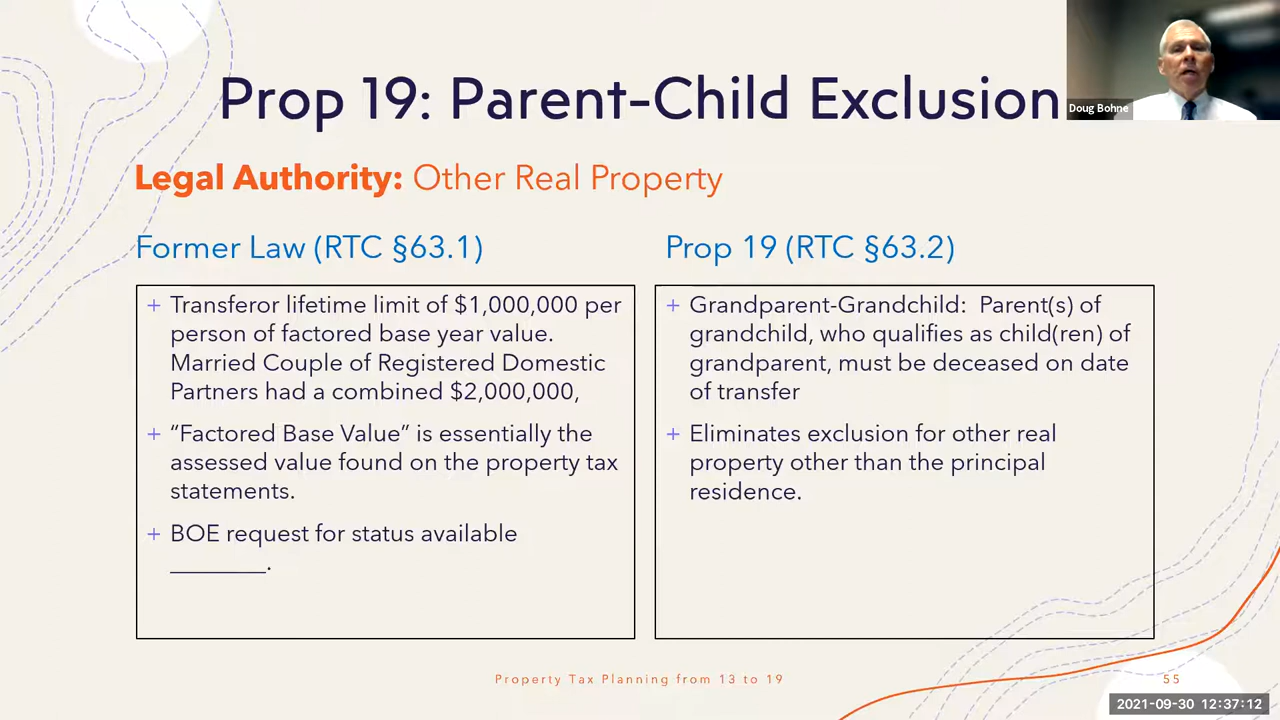 Prop 19: Parent-Child Exclusion
Doug Bohne
Legal Authority: Other Real Property
Former Law (RTC §63.1)
+ Transferor lifetime limit of $1,000,000 per
person of factored base year value.
Married Couple of Registered Domestic
Partners had a combined $2,000,000,
+ “Factored Base Value” is essentially the
assessed value found on the property tax
statements.
+ BOE request for status available
________.
Prop 19 (RTC §63.2)
+ Grandparent-Grandchild:  Parent(s) of
grandchild, who qualifies as child(ren) of
grandparent, must be deceased on date
of transfer
+ Eliminates exclusion for other real
property other than the principal
residence.
Property Tax Planning from 13 to 19
55
2021-09-30 12:37:12